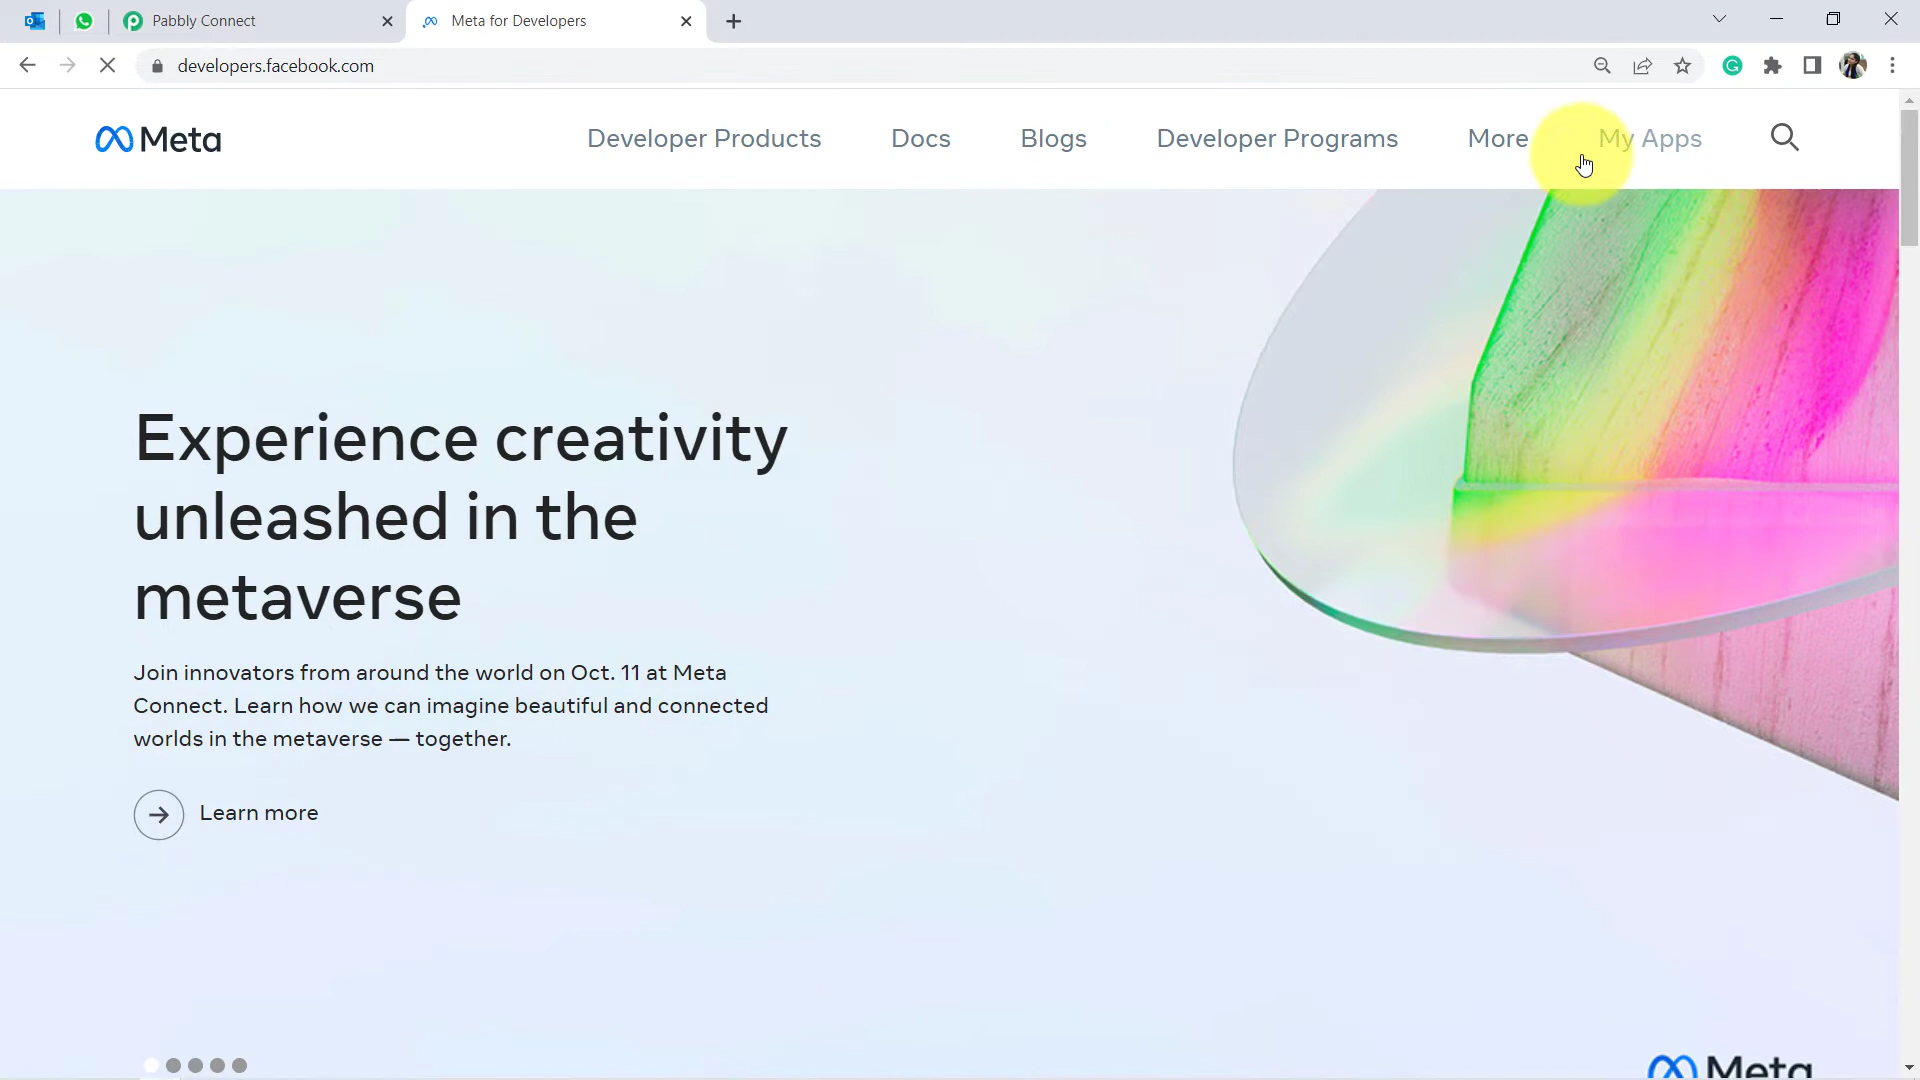 Pabbly Connect
Meta for Developers
developers.facebook.com
Meta
Developer Products
Docs
Blogs
Developer Programs
More
My Apps
Experience creativity
unleashed in the
metaverse
Join innovators from around the world on Oct. 11 at Meta
Connect. Learn how we can imagine beautiful and connected
worlds in the metaverse — together.
Learn more
Meta